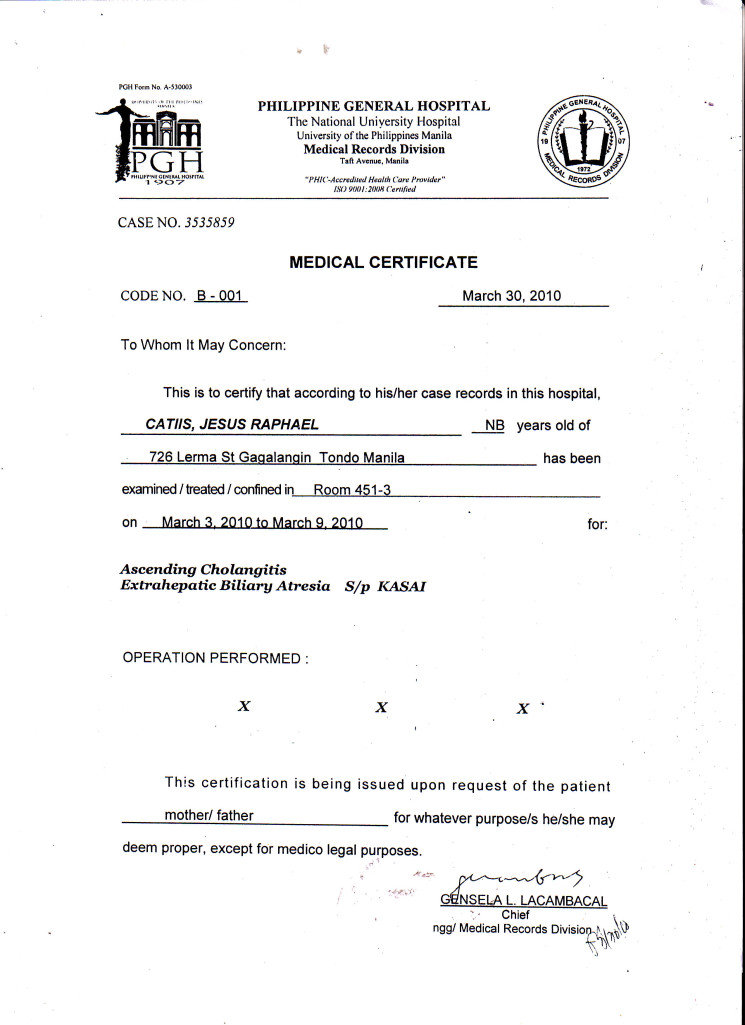 PGH Form No. A-530003
UNIVERSITY OF THE PHILIPPINES
MANILA
PGH
PHILIPPINE GENERAL HOSPITAL
1907
PHILIPPINE GENERAL HOSPITAL
The National University Hospital
University of the Philippines Manila
Medical Records Division
Taft Avenue, Manila
"PHIC-Accredited Health Care Provider"
ISO 9001:2008 Certified
PHILIPPINE GENERAL HOSPITAL
19 07
1972
MEDICAL RECORDS DIVISION
CASE NO. 3535859
MEDICAL CERTIFICATE
CODE NO. B - 001 March 30, 2010
To Whom It May Concern:
This is to certify that according to his/her case records in this hospital,
CATIIS, JESUS RAPHAEL NB years old of
726 Lerma St Gagalangin Tondo Manila has been
examined / treated / confined in Room 451-3
on March 3, 2010 to March 9, 2010 for:
Ascending Cholangitis
Extrahepatic Biliary Atresia S/p KASAI
OPERATION PERFORMED :
X X X
This certification is being issued upon request of the patient
mother/ father for whatever purpose/s he/she may
deem proper, except for medico legal purposes.
GENSELA L. LACAMBACAL
Chief
ngg/ Medical Records Division